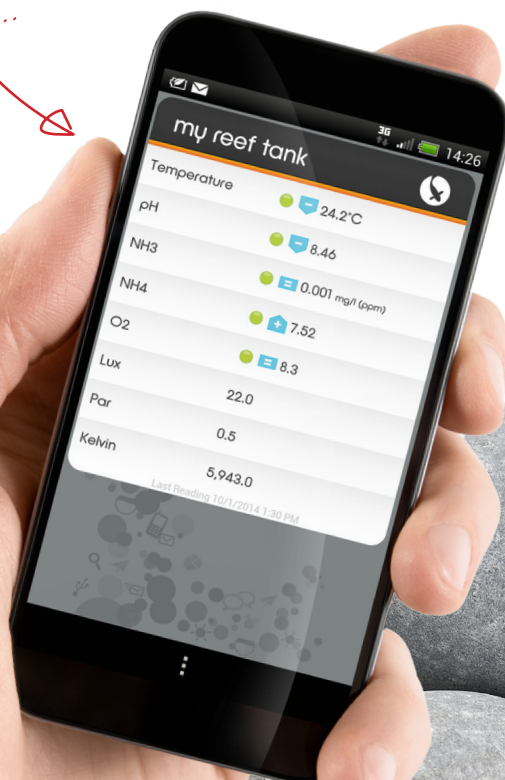 3G 14:26
my reef tank
Temperature 24.2°C
pH 8.46
NH3 0.001 mg/l (ppm)
NH4 7.52
O2 8.3
Lux 22.0
Par 0.5
Kelvin 5,943.0
Last Reading 10/1/2014 1:30 PM